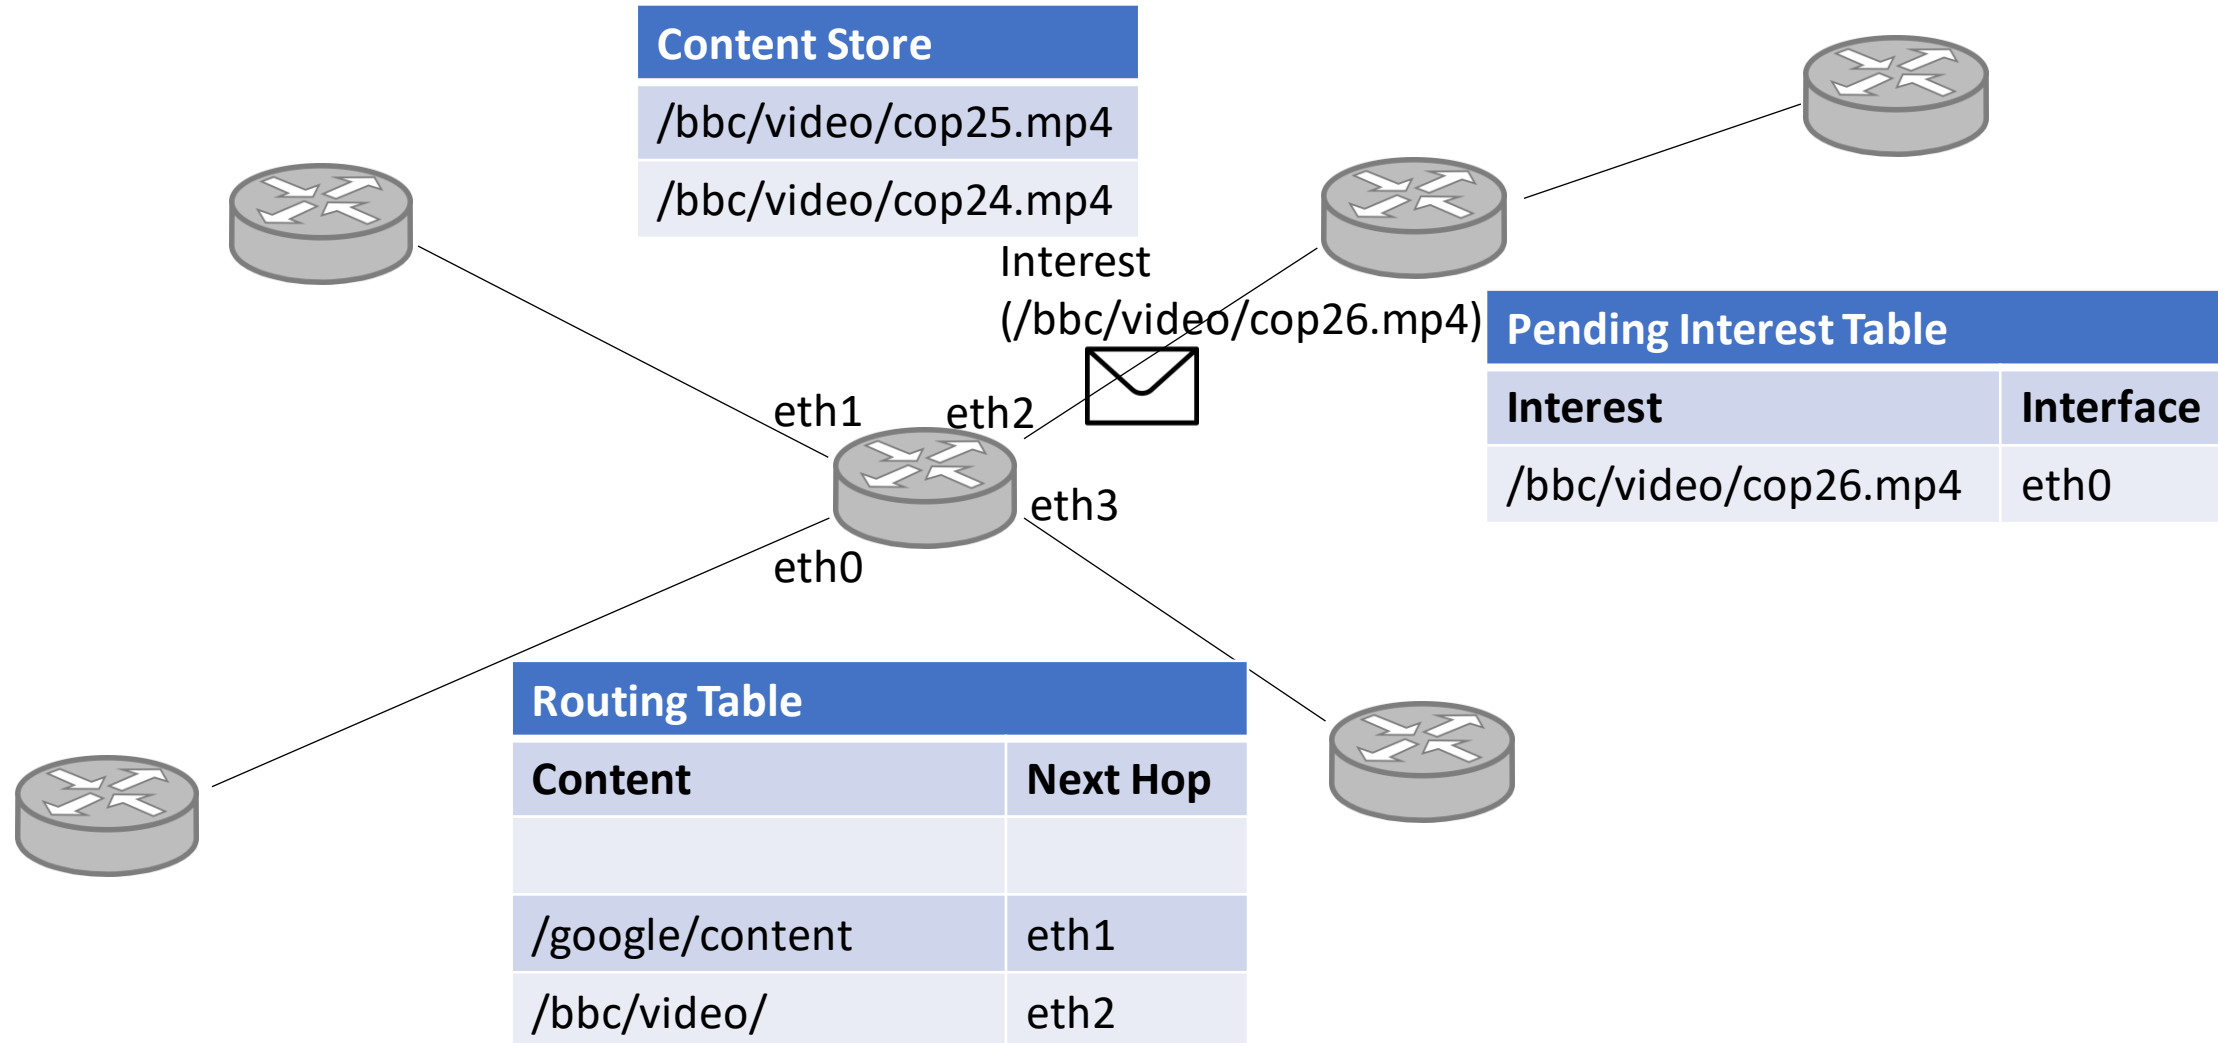 Content Store
/bbc/video/cop25.mp4
/bbc/video/cop24.mp4
Interest
(/bbc/video/cop26.mp4)
Pending Interest Table
Interest Interface
/bbc/video/cop26.mp4 eth0
eth1
eth2
eth3
eth0
Routing Table
Content Next Hop
/google/content eth1
/bbc/video/ eth2